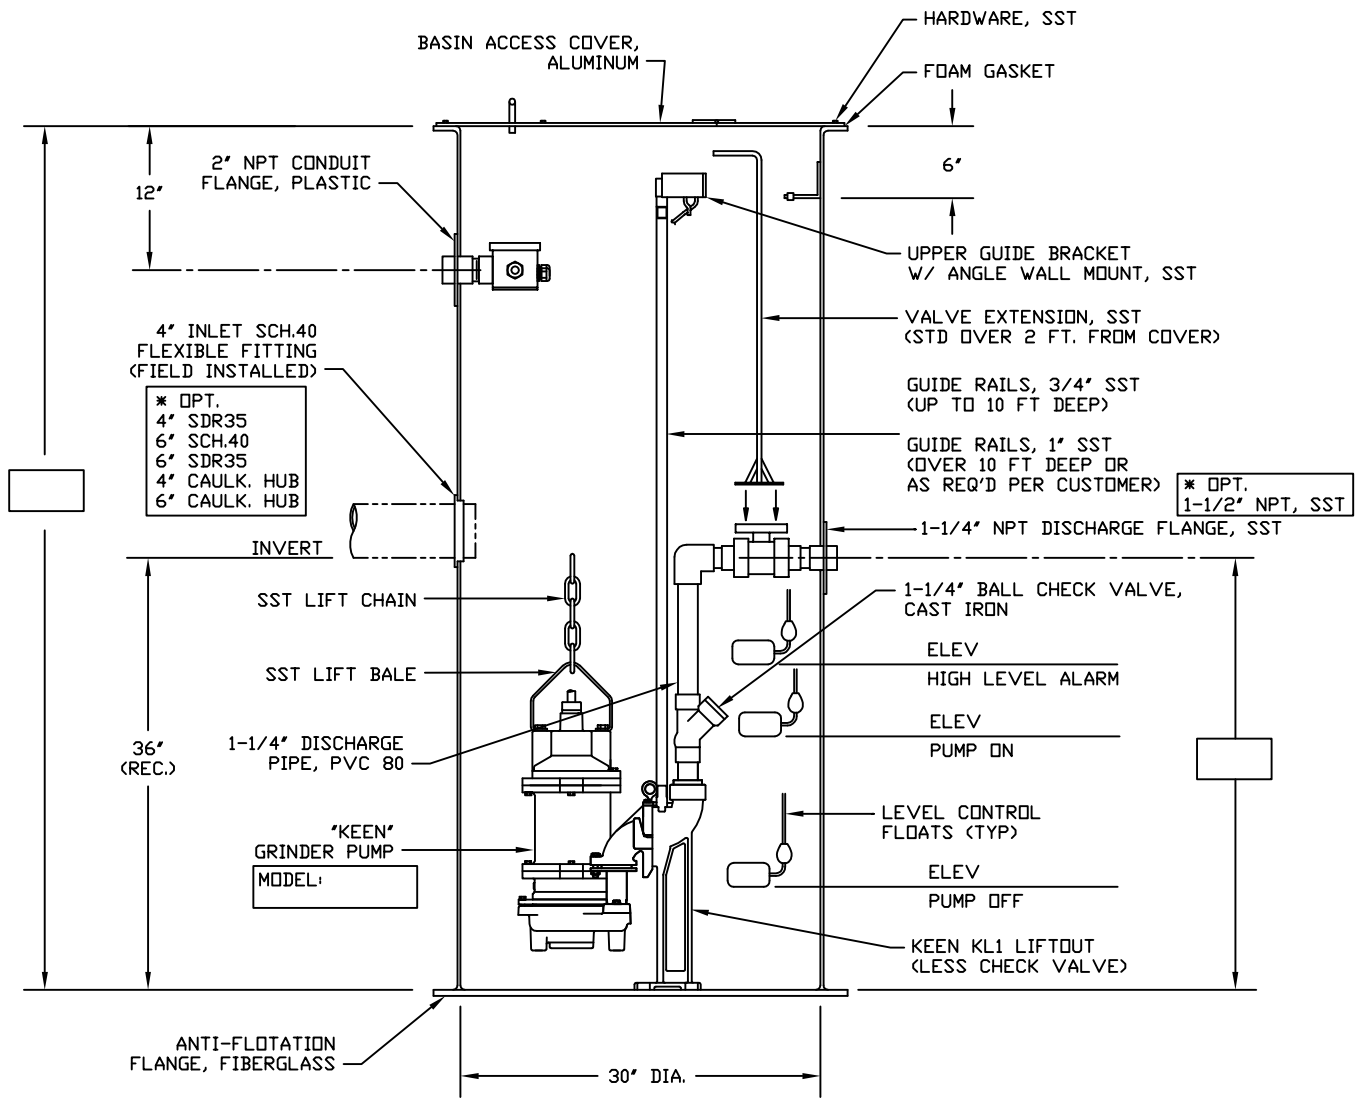 HARDWARE, SST
BASIN ACCESS COVER,
ALUMINUM
FOAM GASKET
2" NPT CONDUIT
FLANGE, PLASTIC
12"
6"
UPPER GUIDE BRACKET
W/ ANGLE WALL MOUNT, SST
VALVE EXTENSION, SST
(STD OVER 2 FT. FROM COVER)
4" INLET SCH.40
FLEXIBLE FITTING
(FIELD INSTALLED)
* OPT.
4" SDR35
6" SCH.40
6" SDR35
4" CAULK. HUB
6" CAULK. HUB
GUIDE RAILS, 3/4" SST
(UP TO 10 FT DEEP)
GUIDE RAILS, 1" SST
(OVER 10 FT DEEP OR
AS REQ'D PER CUSTOMER)
* OPT.
1-1/2" NPT, SST
1-1/4" NPT DISCHARGE FLANGE, SST
INVERT
SST LIFT CHAIN
1-1/4" BALL CHECK VALVE,
CAST IRON
SST LIFT BALE
ELEV
HIGH LEVEL ALARM
ELEV
PUMP ON
1-1/4" DISCHARGE
PIPE, PVC 80
36"
(REC.)
LEVEL CONTROL
FLOATS (TYP)
"KEEN"
GRINDER PUMP
MODEL:
ELEV
PUMP OFF
KEEN KL1 LIFTOUT
(LESS CHECK VALVE)
ANTI-FLOTATION
FLANGE, FIBERGLASS
30" DIA.